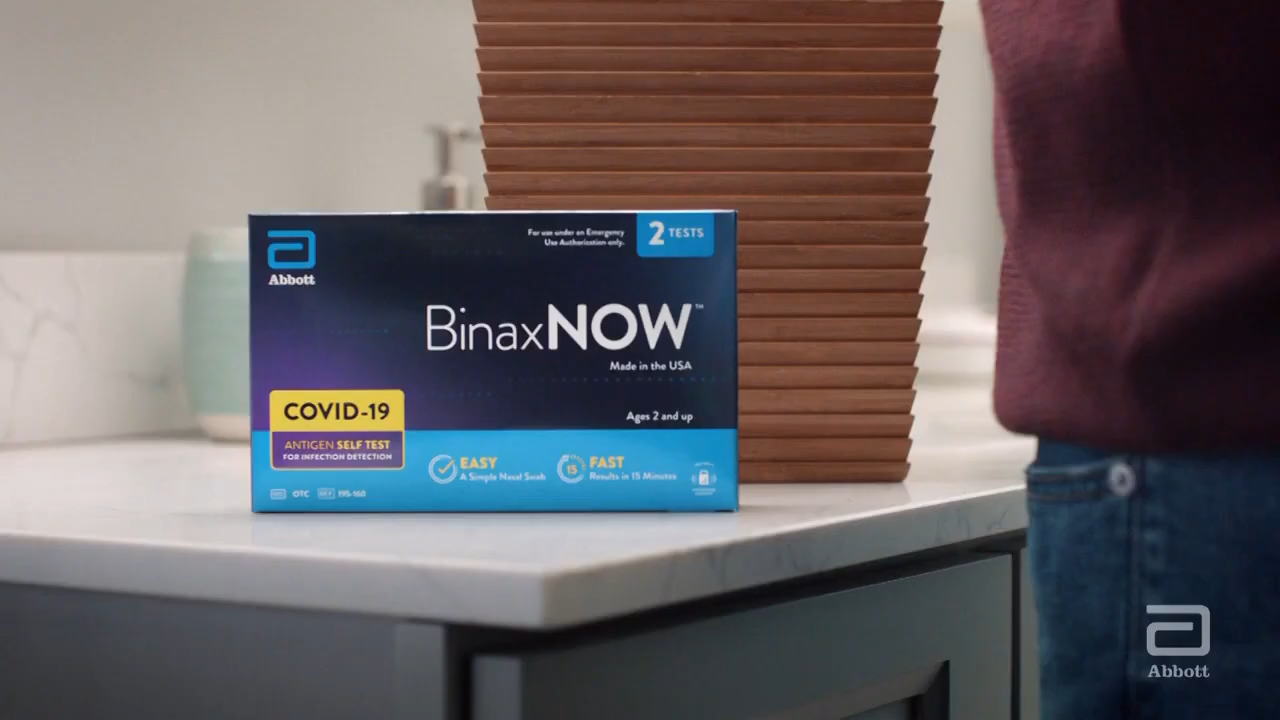 For use under an Emergency
Use Authorization only.
2 TESTS
Abbott
BinaxNOW™
Made in the USA
COVID-19
Ages 2 and up
ANTIGEN SELF TEST
FOR INFECTION DETECTION
EASY
A Simple Nasal Swab
15
FAST
Results in 15 Minutes
OTC
REF 195-160
Abbott